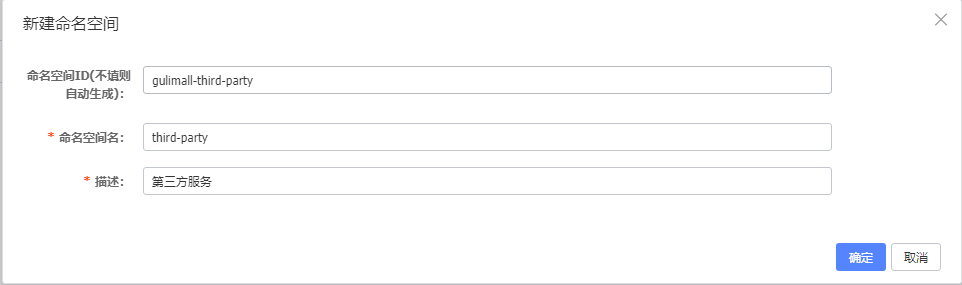 新建命名空间
命名空间ID(不填则
自动生成)：
gulimall-third-party
* 命名空间名：
third-party
* 描述：
第三方服务
确定
取消